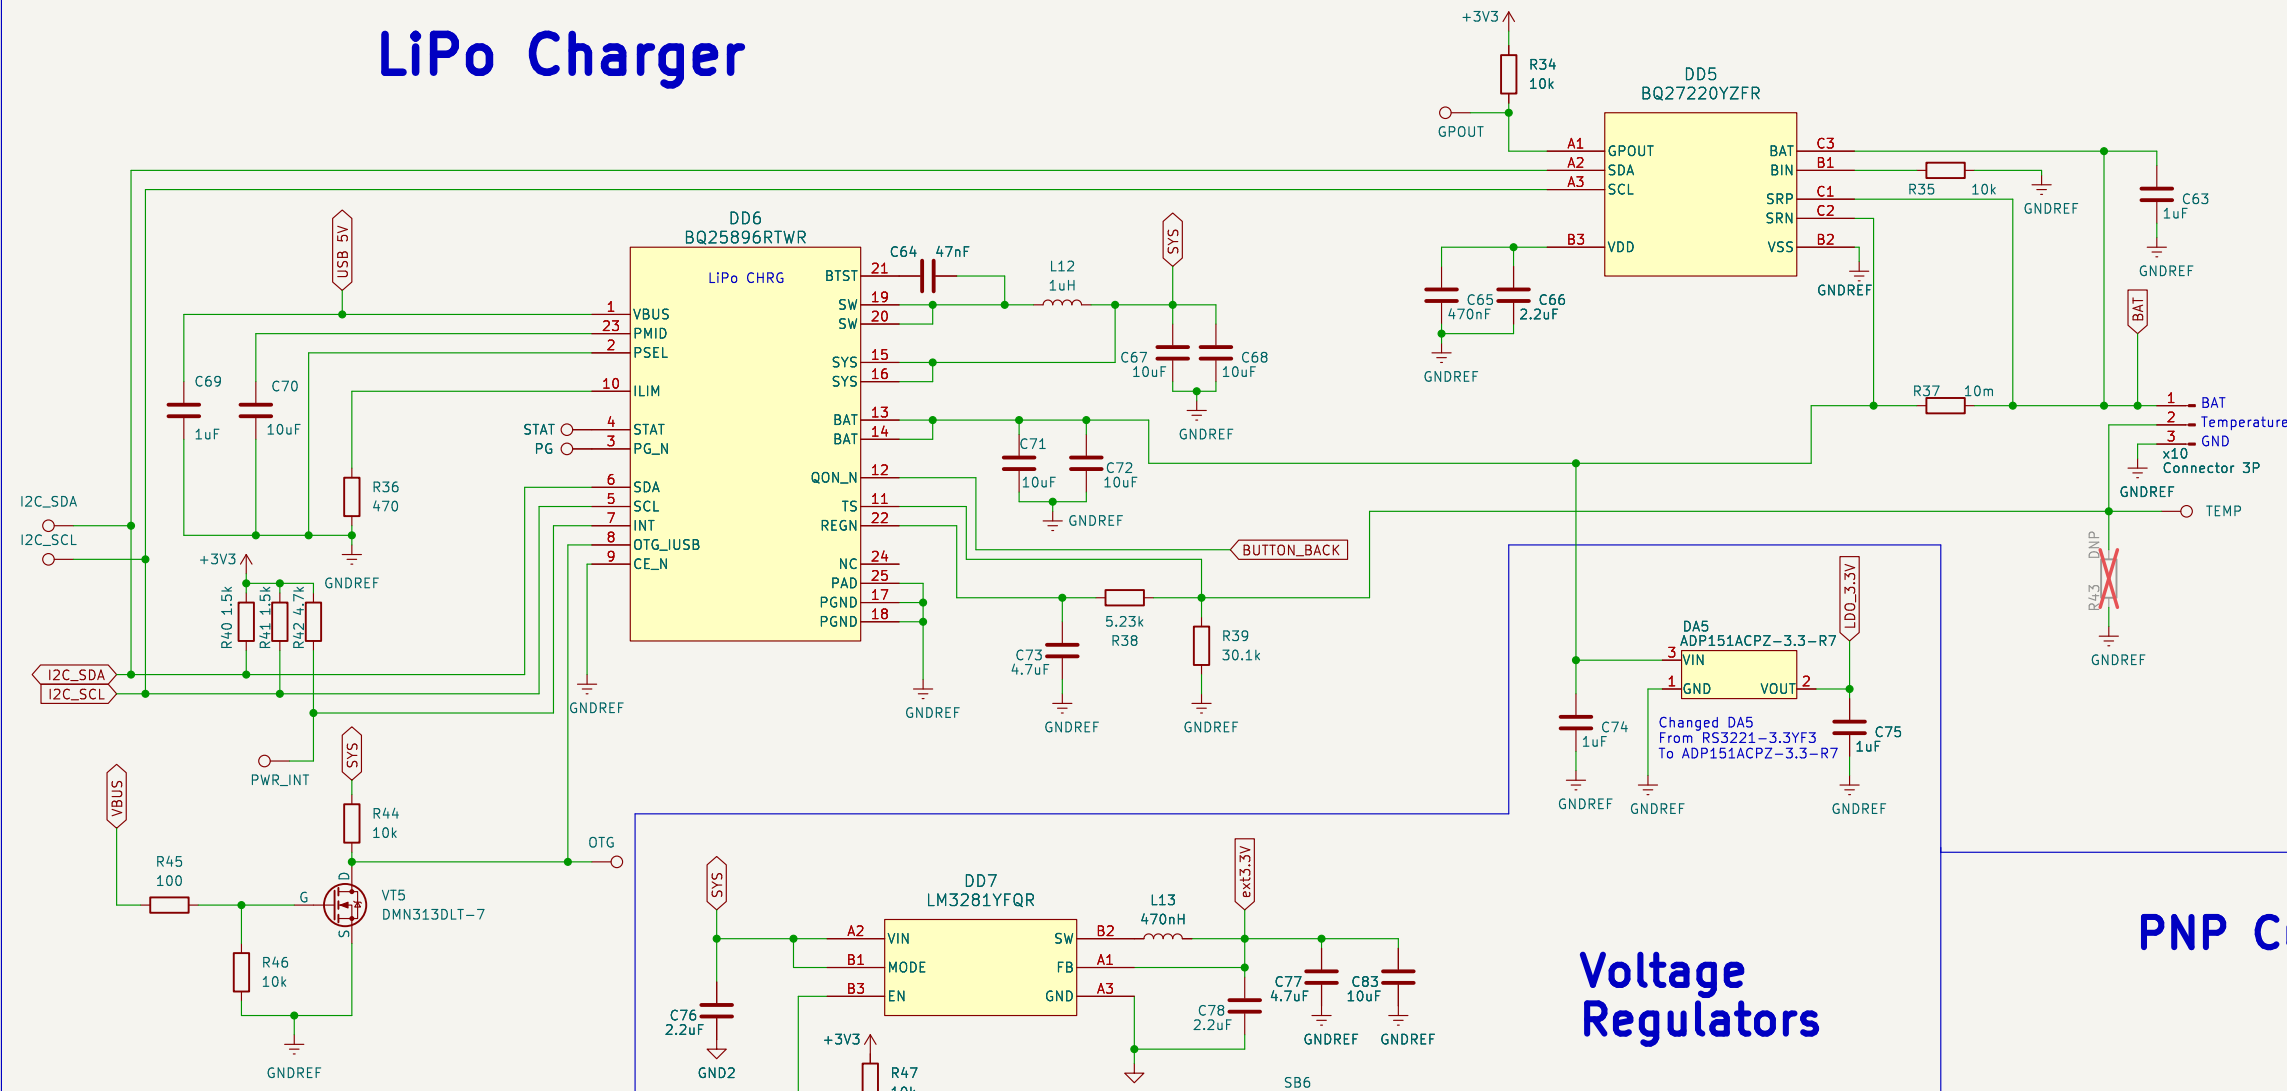 LiPo Charger
+3V3
R34
10k
GPOUT
DD5
BQ27220YZFR
A1
GPOUT
A2
SDA
A3
SCL
B3
VDD
BAT
C3
BIN
B1
SRP
C1
SRN
C2
VSS
B2
R35
10k
GNDREF
C63
1uF
GNDREF
GNDREF
C65
470nF
C66
2.2uF
GNDREF
BAT
R37
10m
1
BAT
2
Temperature
3
GND
x10
Connector 3P
GNDREF
TEMP
R43
DNP
GNDREF
USB 5V
DD6
BQ25896RTWR
LiPo CHRG
1
VBUS
23
PMID
2
PSEL
10
ILIM
STAT
4
STAT
PG
3
PG_N
6
SDA
5
SCL
7
INT
8
OTG_IUSB
9
CE_N
BTST
21
SW
19
SW
20
SYS
15
SYS
16
BAT
13
BAT
14
QON_N
12
TS
11
REGN
22
NC
24
PAD
25
PGND
17
PGND
18
C64
47nF
L12
1uH
SYS
C67
10uF
C68
10uF
GNDREF
C71
10uF
C72
10uF
GNDREF
BUTTON_BACK
5.23k
R38
C73
4.7uF
GNDREF
R39
30.1k
GNDREF
GNDREF
GNDREF
C69
1uF
C70
10uF
R36
470
GNDREF
I2C_SDA
I2C_SCL
+3V3
R40 1.5k
R41 1.5k
R42 4.7k
I2C_SDA
I2C_SCL
PWR_INT
SYS
VBUS
R44
10k
OTG
R45
100
G
D
S
VT5
DMN313DLT-7
R46
10k
GNDREF
LDO_3.3V
DA5
ADP151ACPZ-3.3-R7
3
VIN
1
GND
VOUT
2
C74
1uF
GNDREF
GNDREF
Changed DA5
From RS3221-3.3YF3
To ADP151ACPZ-3.3-R7
C75
1uF
GNDREF
SYS
DD7
LM3281YFQR
A2
VIN
B1
MODE
B3
EN
SW
B2
FB
A1
GND
A3
L13
470nH
ext3.3V
C76
2.2uF
GND2
+3V3
R47
10k
C78
2.2uF
C77
4.7uF
GNDREF
C83
10uF
GNDREF
SB6
Voltage
Regulators
PNP C